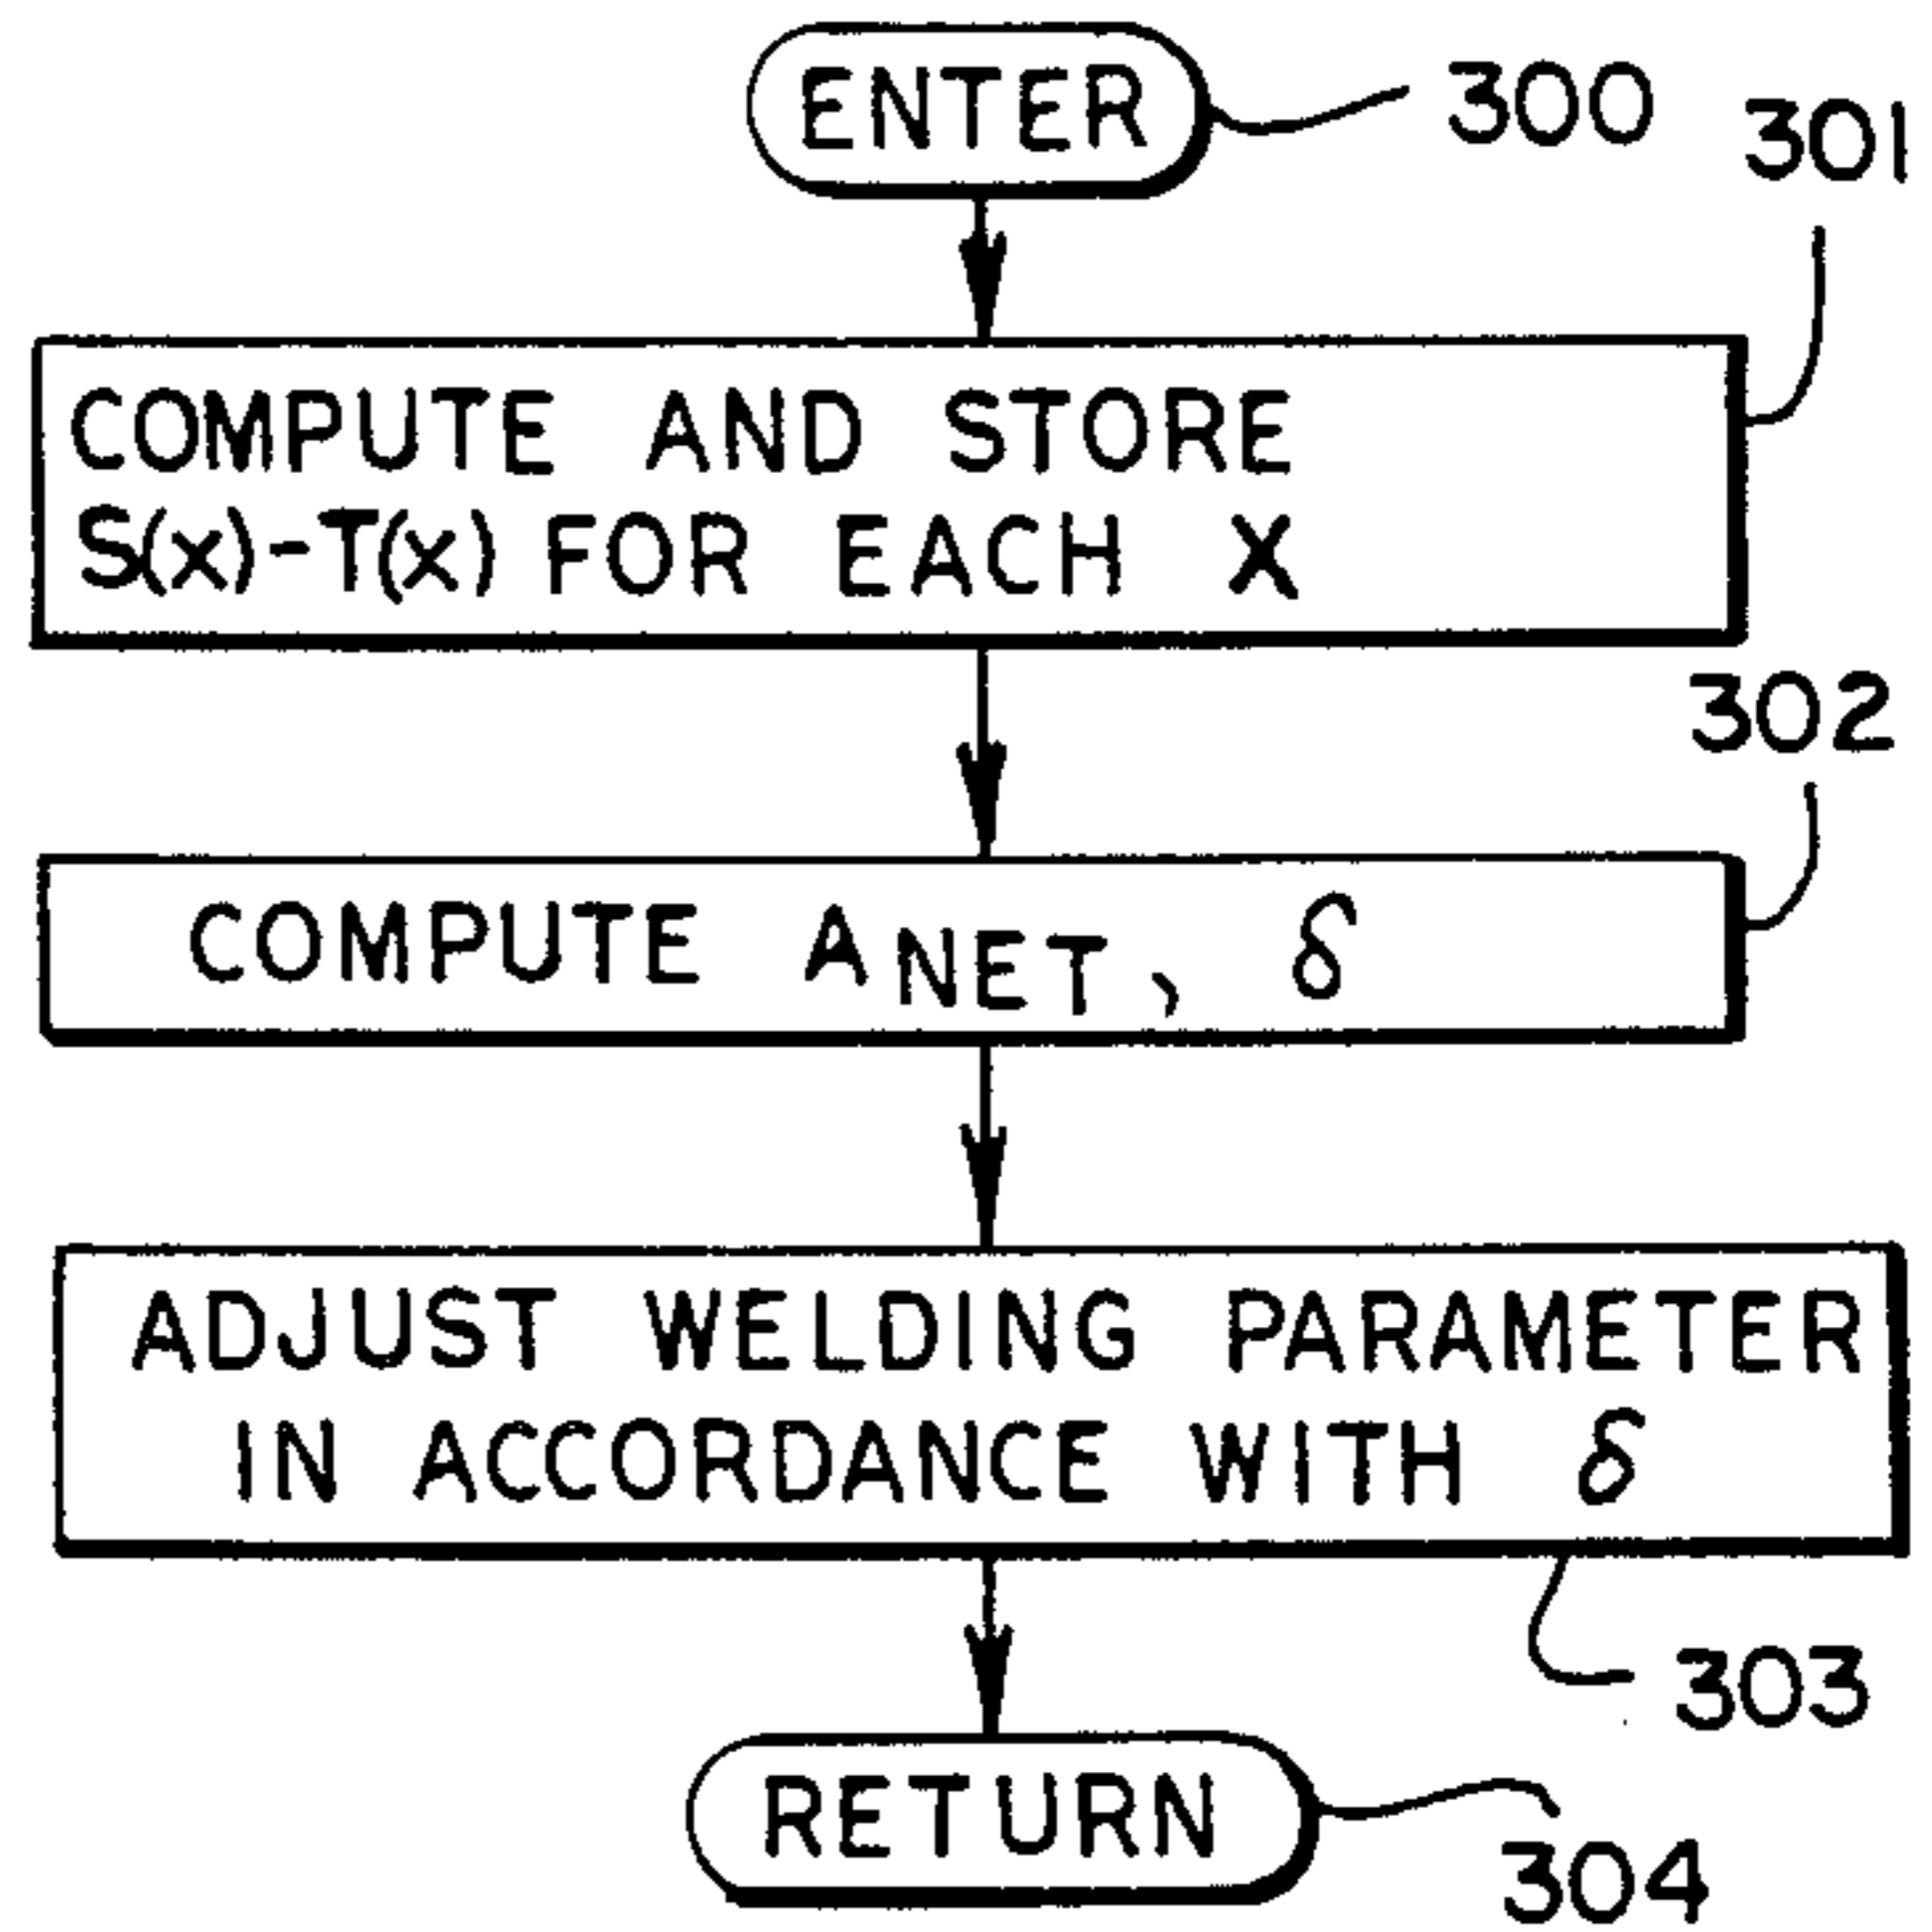 ENTER
300
301
COMPUTE AND STORE
S(x)-T(x) FOR EACH X
302
COMPUTE A NET, δ
ADJUST WELDING PARAMETER
IN ACCORDANCE WITH δ
303
RETURN
304